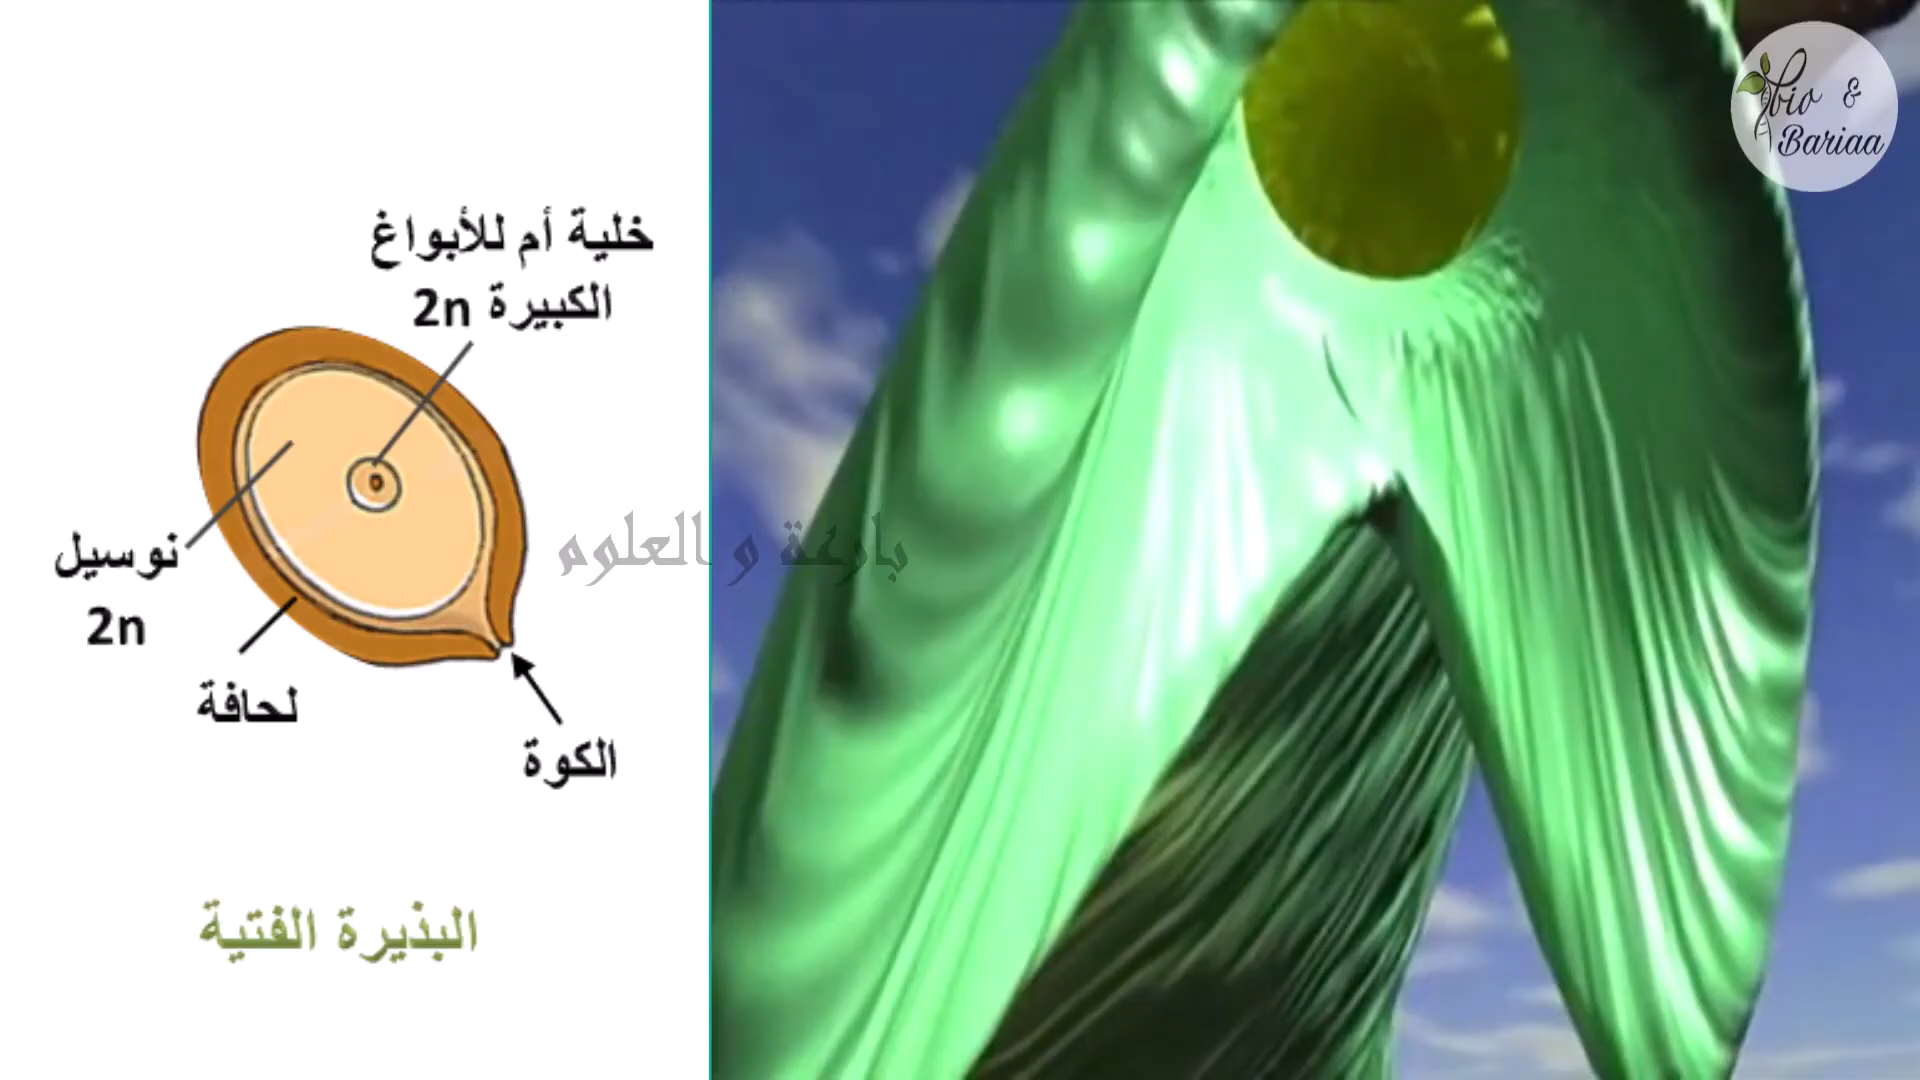 خلية أم للأبواغ
الكبيرة 2n
نوسيل
2n
لحافة
الكوة
البذيرة الفتية
بارعة و العلوم
bio &
Bariaa